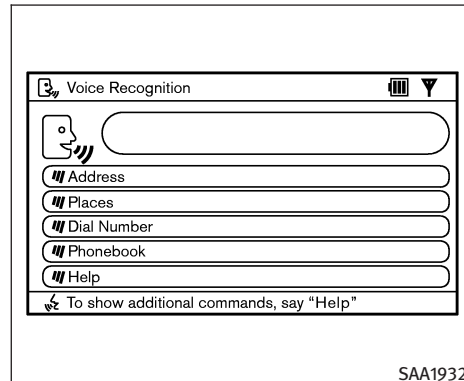 Voice Recognition
Address
Places
Dial Number
Phonebook
Help
To show additional commands, say “Help”
SAA1932